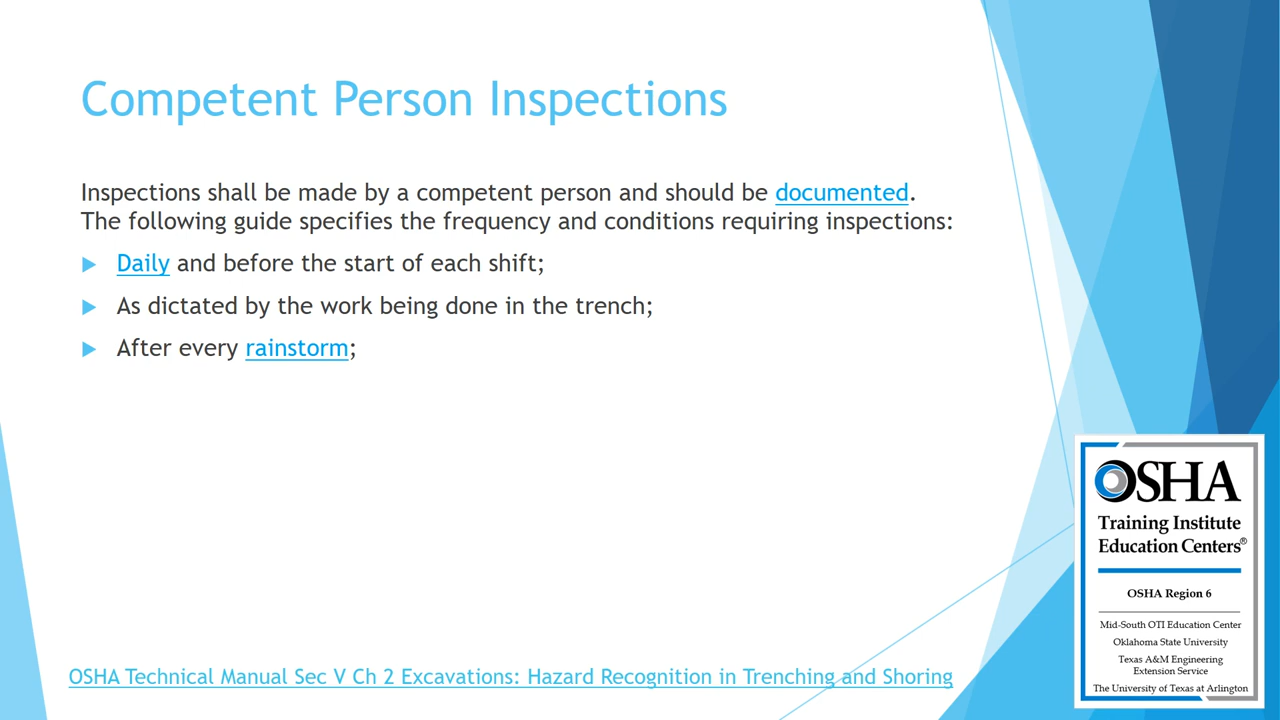 Competent Person Inspections
Inspections shall be made by a competent person and should be documented.
The following guide specifies the frequency and conditions requiring inspections:
Daily and before the start of each shift;
As dictated by the work being done in the trench;
After every rainstorm;
OSHA
Training Institute
Education Centers®
OSHA Region 6
Mid-South OTI Education Center
Oklahoma State University
Texas A&M Engineering
Extension Service
The University of Texas at Arlington
OSHA Technical Manual Sec V Ch 2 Excavations: Hazard Recognition in Trenching and Shoring